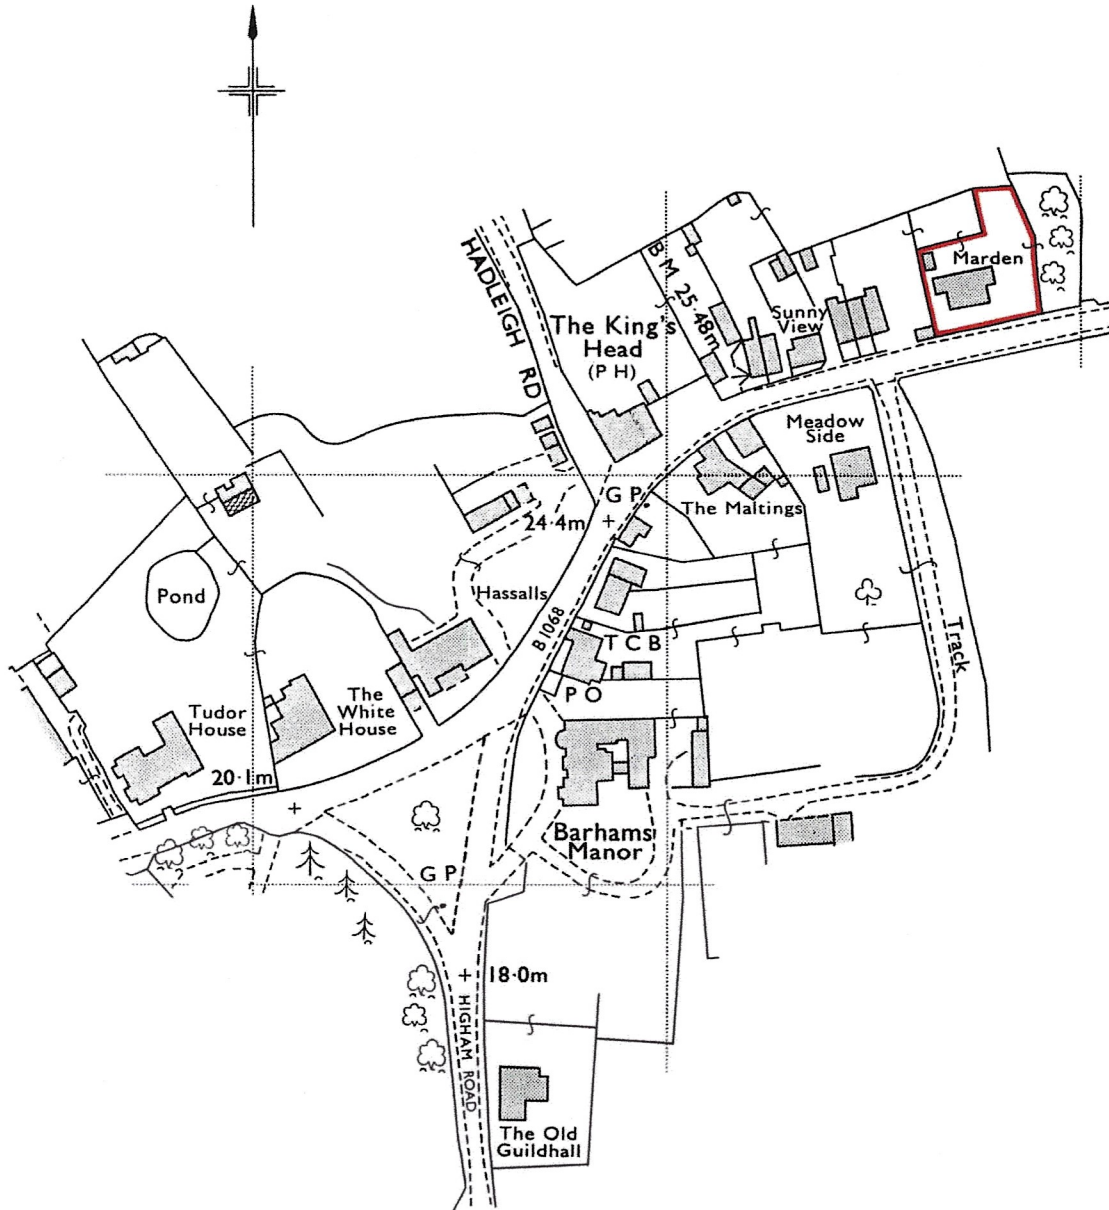 HADLEIGH RD
B M 25·48m
Marden
Sunny
View
The King's
Head
(P H)
Meadow
Side
G P
The Maltings
24·4m
Pond
Hassalls
B 1068
T C B
Track
P O
The
White
House
Tudor
House
20·1m
Barhams
Manor
G P
18·0m
HIGHAM ROAD
The Old
Guildhall